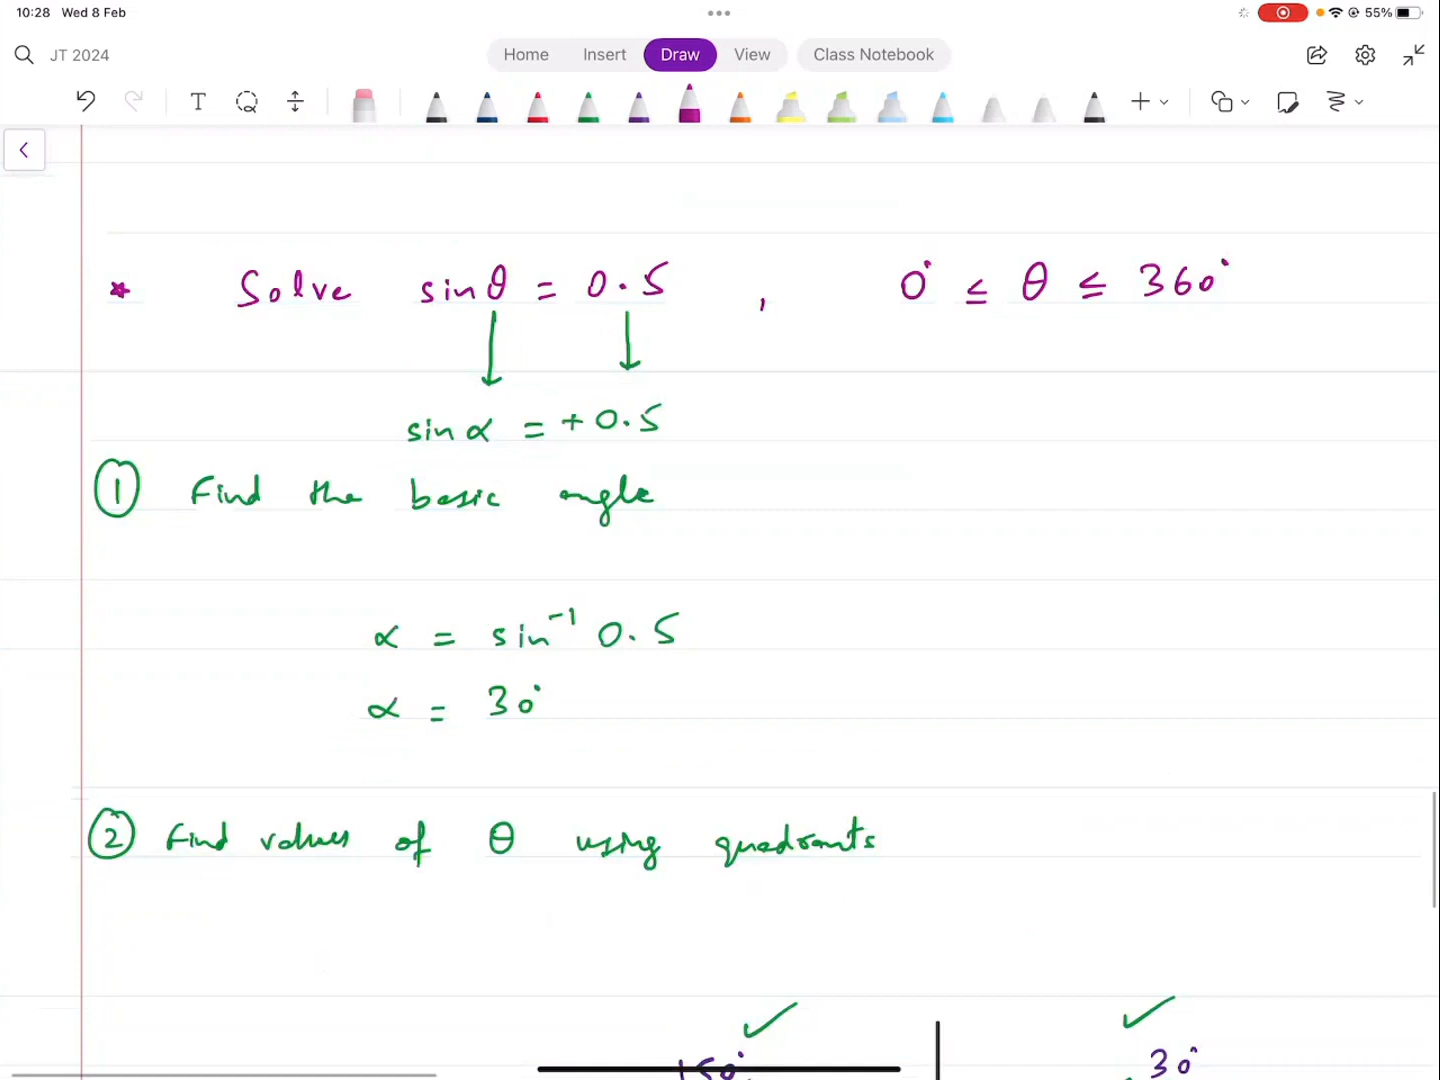 10:28 Wed 8 Feb
55%
JT 2024
Home Insert Draw View Class Notebook
T
* Solve sinθ = 0.5 , 0° ≤ θ ≤ 360°
sin α = + 0.5
① Find the basic angle
α = sin⁻¹ 0.5
α = 30°
② Find values of θ using quadrants
150° 30°